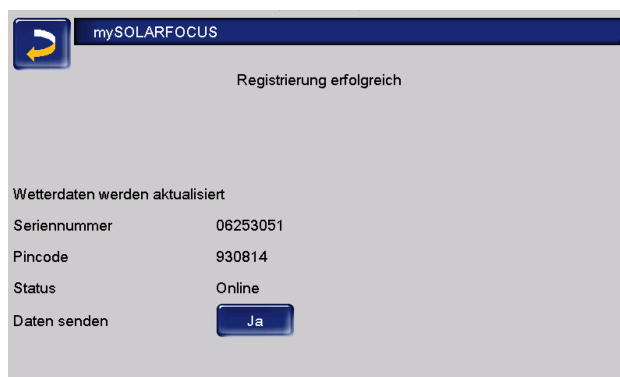 mySOLARFOCUS
Registrierung erfolgreich
Wetterdaten werden aktualisiert
Seriennummer 06253051
Pincode 930814
Status Online
Daten senden Ja